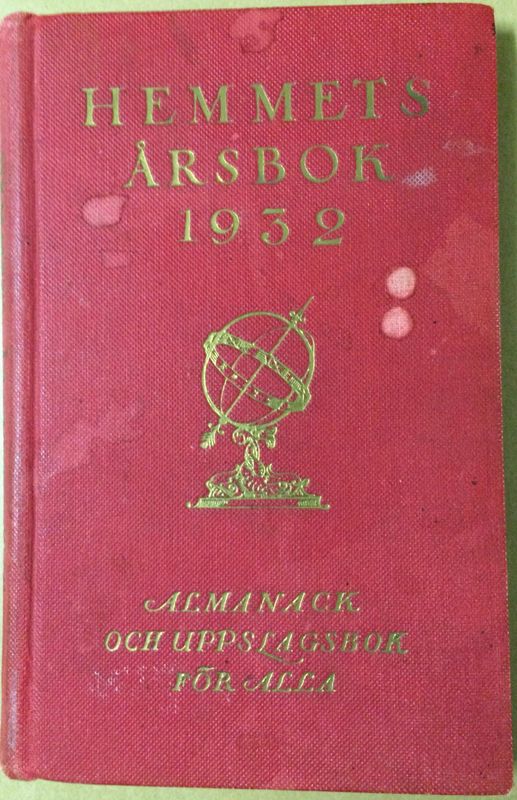 HEMMETS
ÅRSBOK
1932
ALMANACK
OCH UPPSLAGSBOK
FÖR ALLA